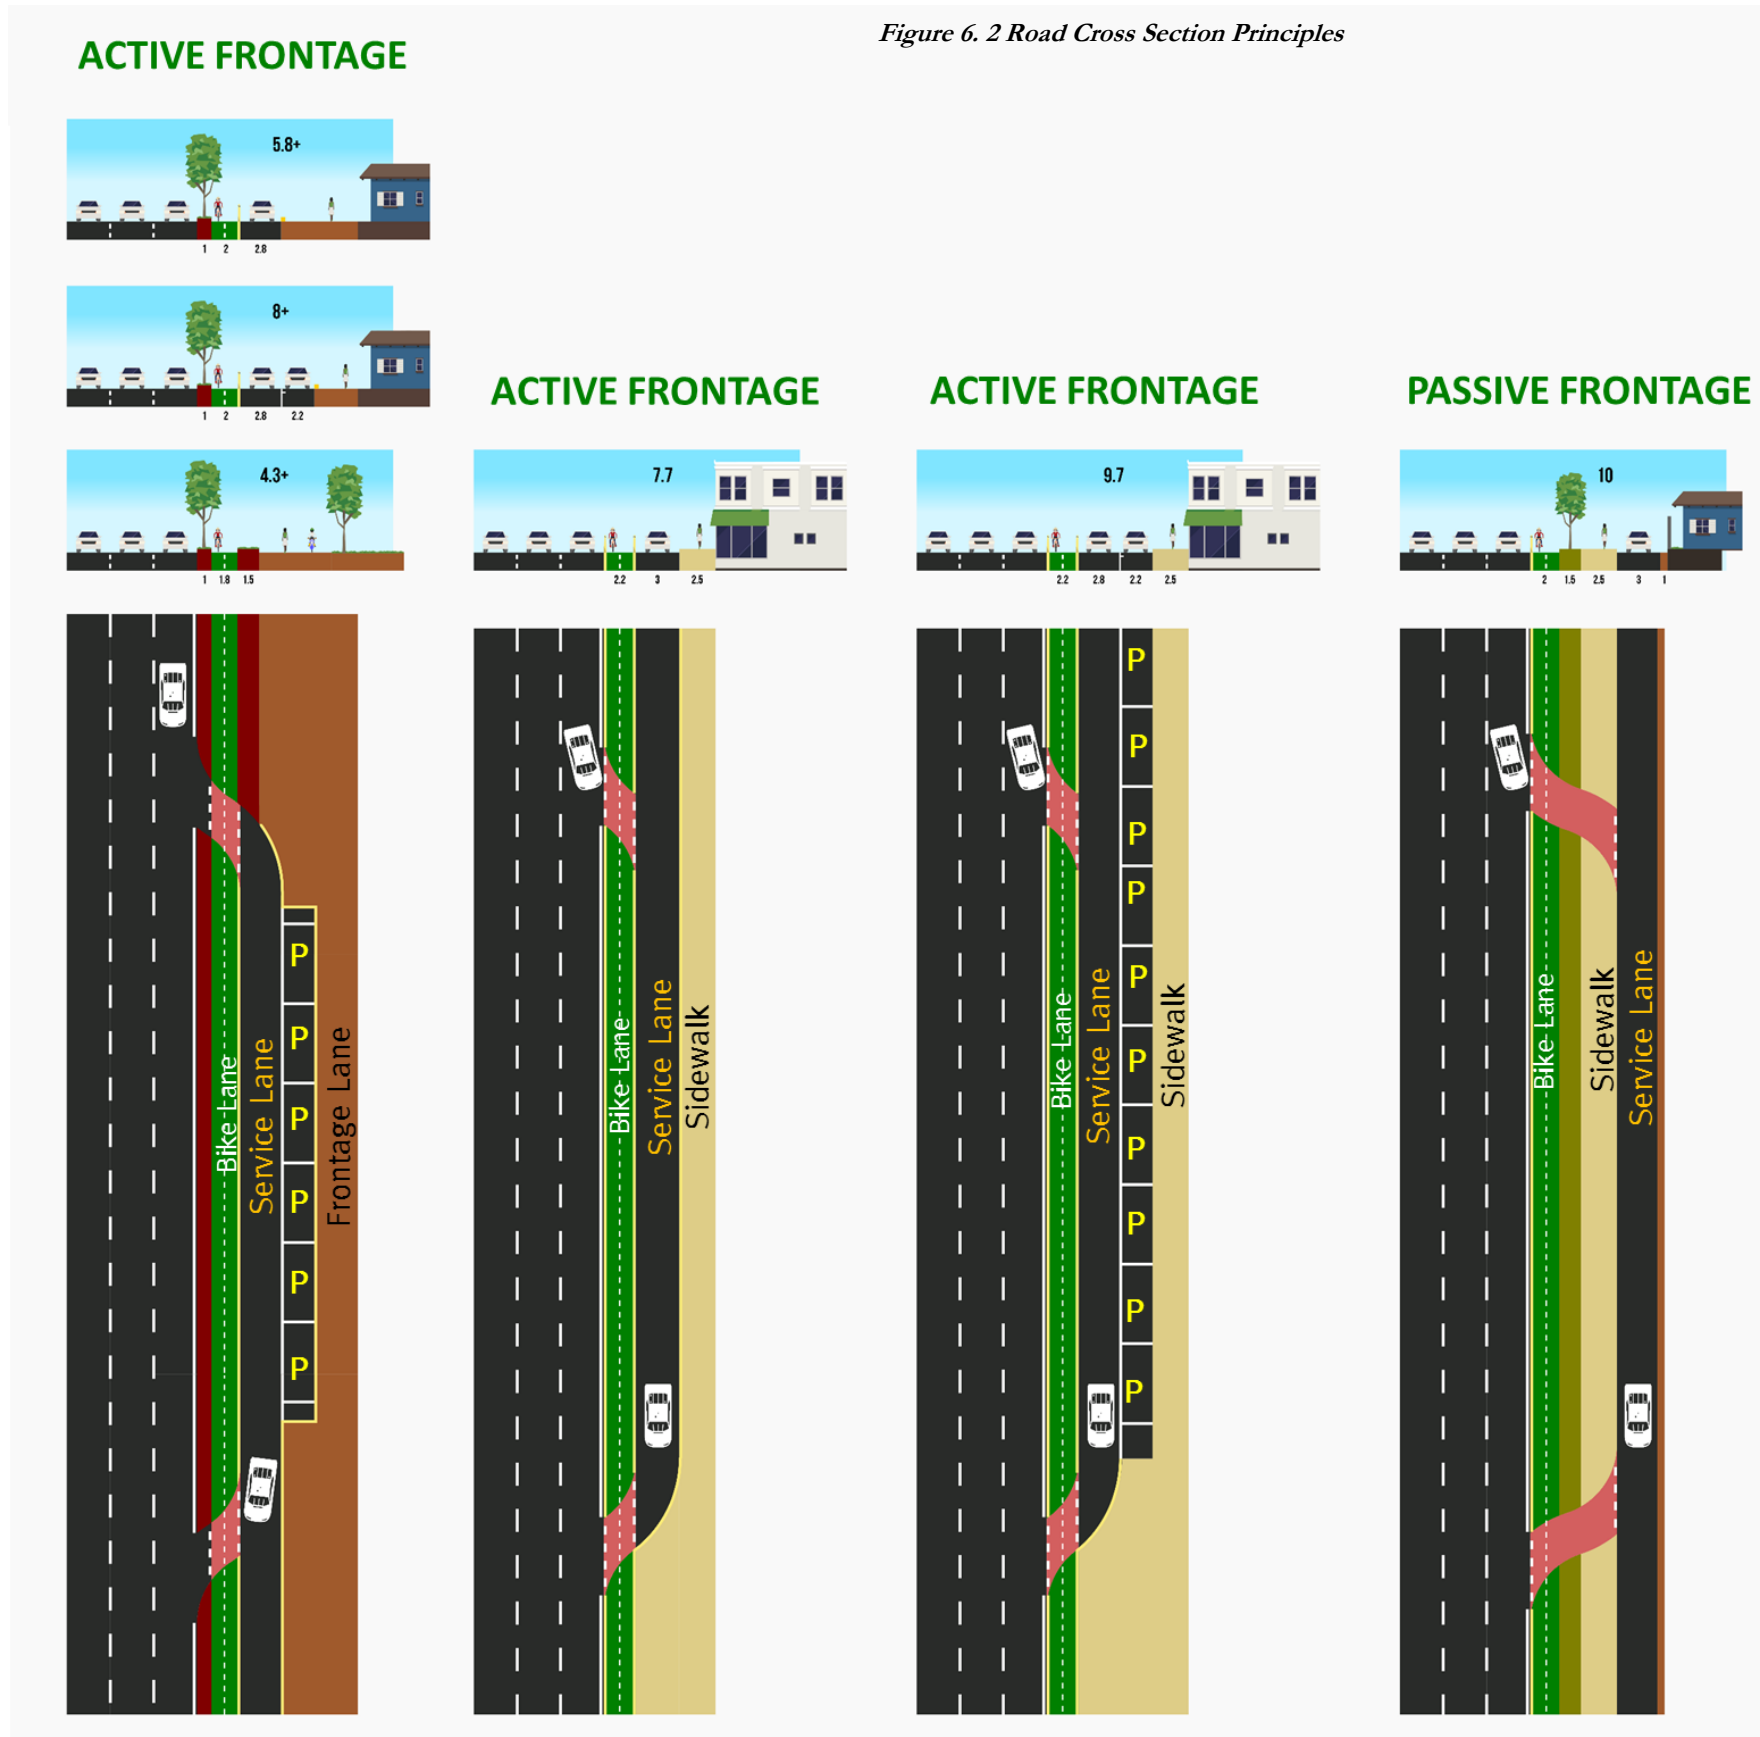 Figure 6. 2 Road Cross Section Principles
ACTIVE FRONTAGE
5.8+
1 2 2.8
8+
1 2 2.8 2.2
ACTIVE FRONTAGE
ACTIVE FRONTAGE
PASSIVE FRONTAGE
4.3+
1 1.8 1.5
7.7
2.2 3 2.5
9.7
2.2 2.8 2.2 2.5
10
2 1.5 2.5 3 1
Bike Lane
Service Lane
P
P
P
P
P
P
Frontage Lane
Bike Lane
Service Lane
Sidewalk
Bike Lane
Service Lane
P
P
P
P
P
P
P
P
P
P
Sidewalk
Bike Lane
Sidewalk
Service Lane